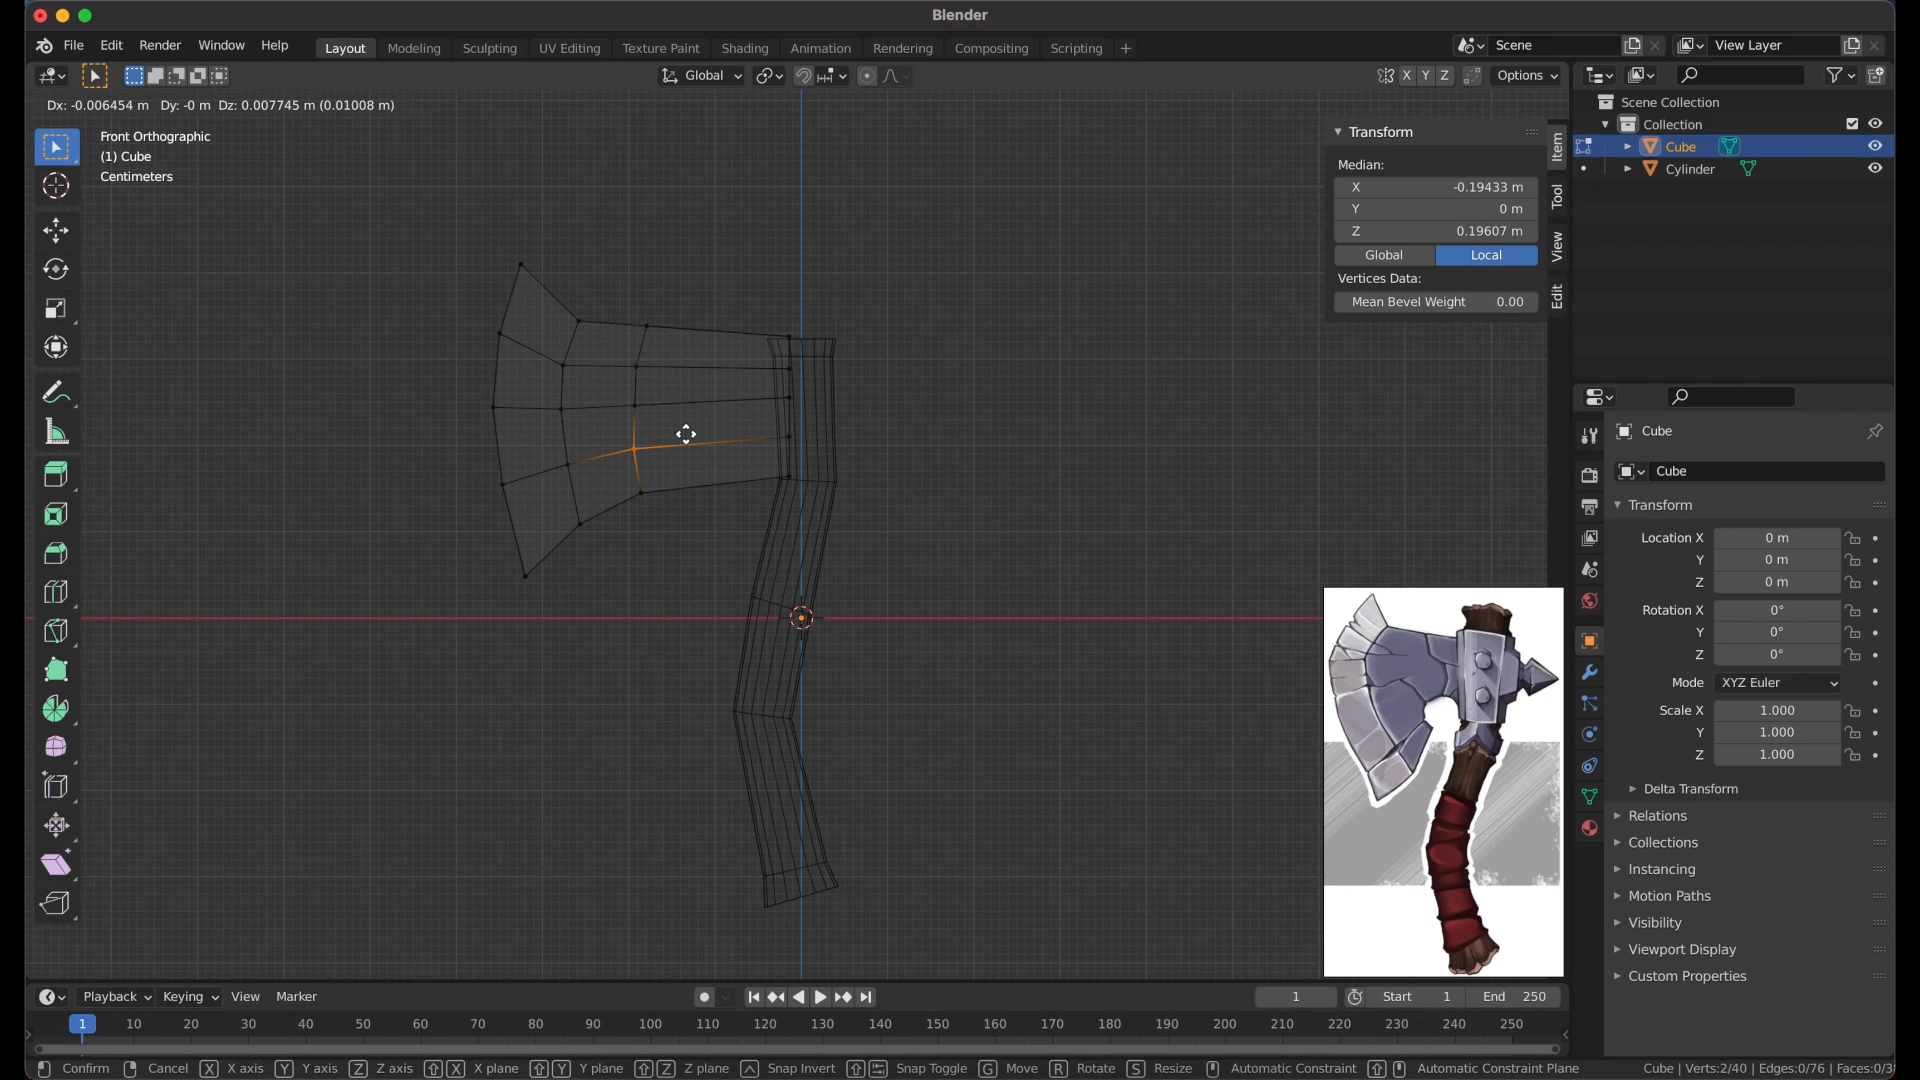 Blender
File Edit Render Window Help Layout Modeling Sculpting UV Editing Texture Paint Shading Animation Rendering Compositing Scripting + Scene View Layer
Global X Y Z Options
Dx: -0.006454 m Dy: -0 m Dz: 0.007745 m (0.01008 m)
Front Orthographic
(1) Cube
Centimeters
Transform
Median:
X -0.19433 m
Y 0 m
Z 0.19607 m
Global Local
Vertices Data:
Mean Bevel Weight 0.00
Item
Tool
View
Edit
Scene Collection
Collection
Cube
Cylinder
Cube
Cube
Transform
Location X 0 m
Y 0 m
Z 0 m
Rotation X 0°
Y 0°
Z 0°
Mode XYZ Euler
Scale X 1.000
Y 1.000
Z 1.000
Delta Transform
Relations
Collections
Instancing
Motion Paths
Visibility
Viewport Display
Custom Properties
Playback Keying View Marker 1 Start 1 End 250
1 10 20 30 40 50 60 70 80 90 100 110 120 130 140 150 160 170 180 190 200 210 220 230 240 250
Confirm Cancel X X axis Y Y axis Z Z axis X X plane Y Y plane Z Z plane Snap Invert Snap Toggle G Move R Rotate S Resize Automatic Constraint Automatic Constraint Plane Cube | Verts:2/40 | Edges:0/76 | Faces:0/3